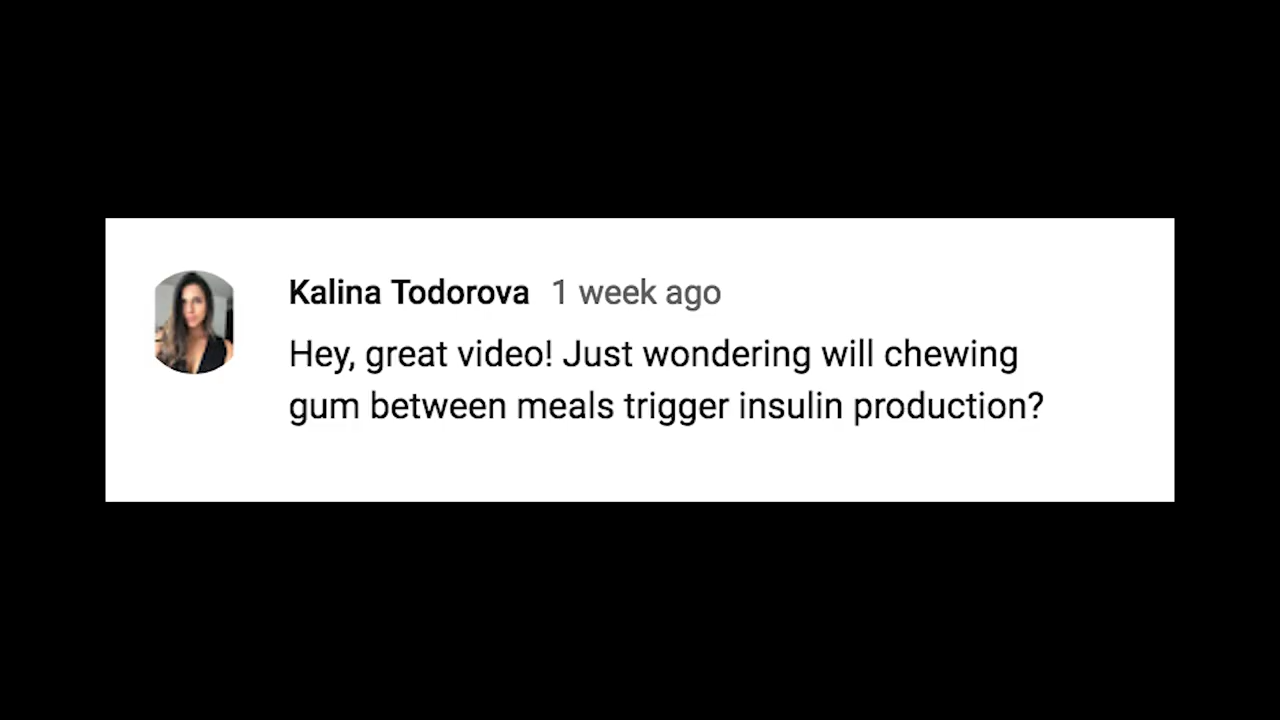 Kalina Todorova 1 week ago
Hey, great video! Just wondering will chewing
gum between meals trigger insulin production?